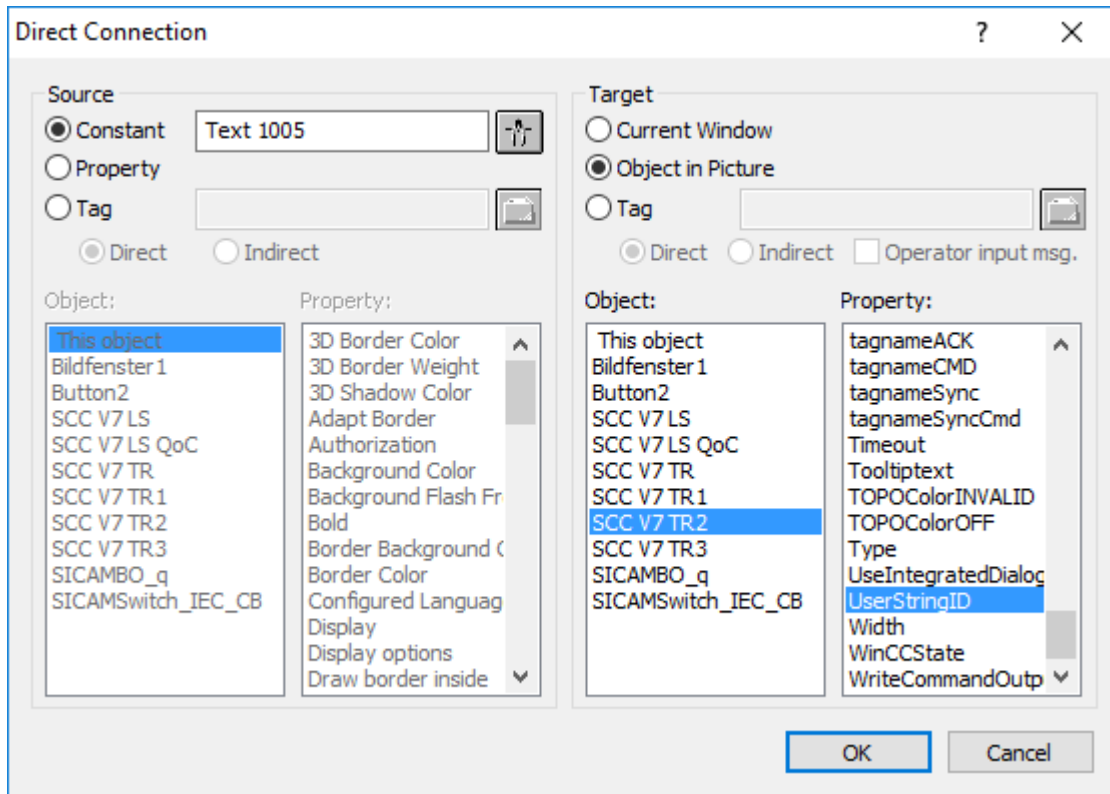 Direct Connection
?
Source
Constant
Text 1005
Property
Tag
Direct
Indirect
Object:
Property:
This object
Bildfenster1
Button2
SCC V7 LS
SCC V7 LS QoC
SCC V7 TR
SCC V7 TR1
SCC V7 TR2
SCC V7 TR3
SICAMBO_q
SICAMSwitch_IEC_CB
3D Border Color
3D Border Weight
3D Shadow Color
Adapt Border
Authorization
Background Color
Background Flash Fr
Bold
Border Background C
Border Color
Configured Languag
Display
Display options
Draw border inside
Target
Current Window
Object in Picture
Tag
Direct
Indirect
Operator input msg.
Object:
Property:
This object
Bildfenster1
Button2
SCC V7 LS
SCC V7 LS QoC
SCC V7 TR
SCC V7 TR1
SCC V7 TR2
SCC V7 TR3
SICAMBO_q
SICAMSwitch_IEC_CB
tagnameACK
tagnameCMD
tagnameSync
tagnameSyncCmd
Timeout
Tooltiptext
TOPOColorINVALID
TOPOColorOFF
Type
UseIntegratedDialog
UserStringID
Width
WinCCState
WriteCommandOutp
OK
Cancel